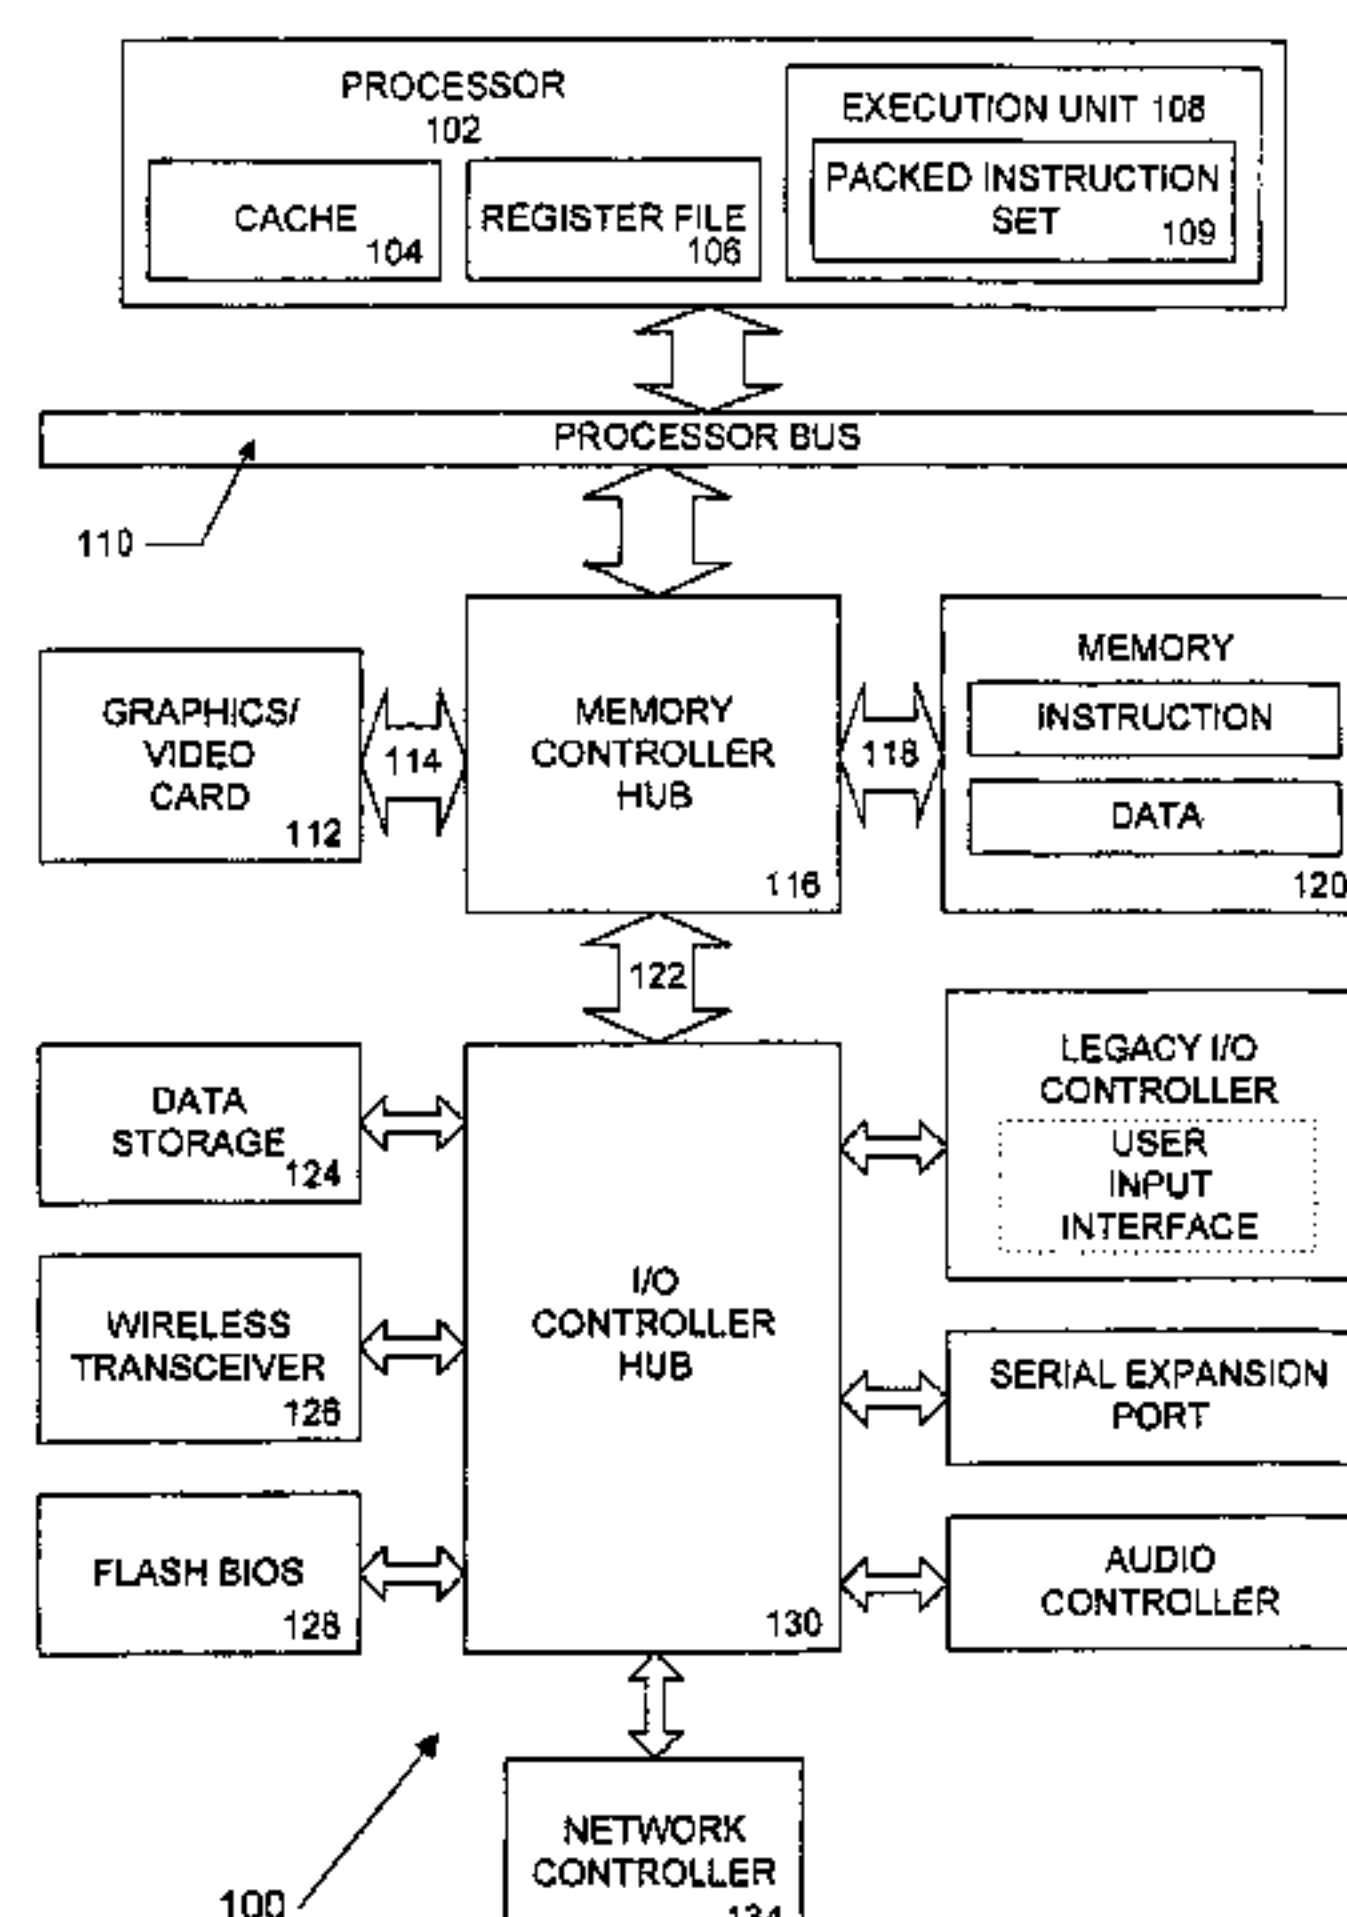 PROCESSOR
102
EXECUTION UNIT 108
CACHE
104
REGISTER FILE
106
PACKED INSTRUCTION
SET
109
PROCESSOR BUS
110
GRAPHICS/
VIDEO
CARD
112
114
MEMORY
CONTROLLER
HUB
116
118
MEMORY
INSTRUCTION
DATA
120
122
DATA
STORAGE
124
WIRELESS
TRANSCEIVER
126
FLASH BIOS
128
I/O
CONTROLLER
HUB
130
LEGACY I/O
CONTROLLER
USER
INPUT
INTERFACE
SERIAL EXPANSION
PORT
AUDIO
CONTROLLER
NETWORK
CONTROLLER
134
100